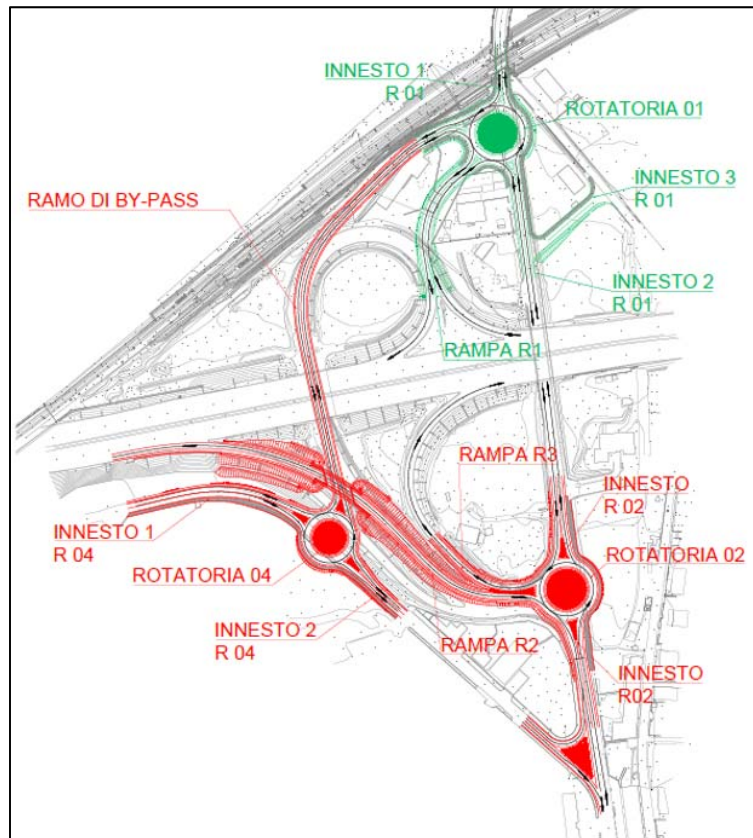 INNESTO 1
R 01
ROTATORIA 01
INNESTO 3
R 01
RAMO DI BY-PASS
INNESTO 2
R 01
RAMPA R1
RAMPA R3
INNESTO
R 02
INNESTO 1
R 04
ROTATORIA 04
ROTATORIA 02
INNESTO 2
R 04
RAMPA R2
INNESTO
R02